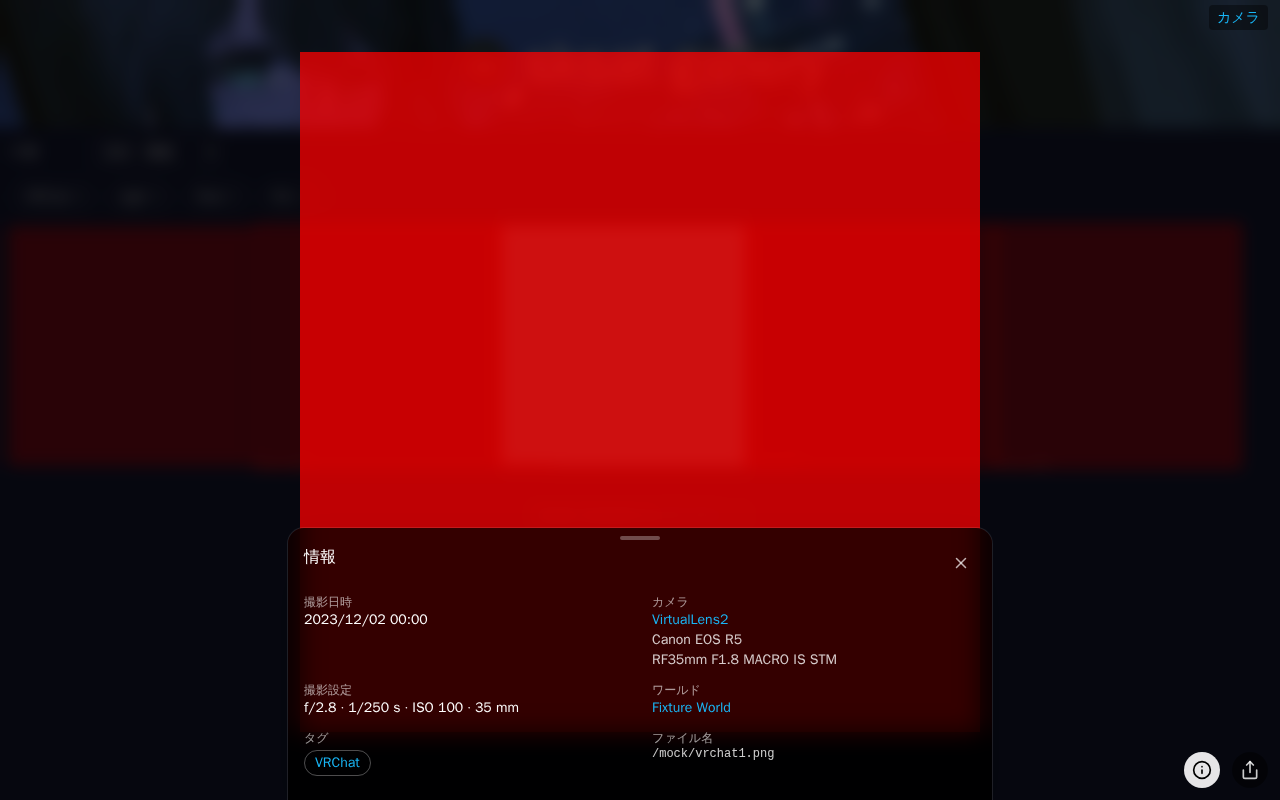 カメラ
情報
撮影日時
2023/12/02 00:00
カメラ
VirtualLens2
Canon EOS R5
RF35mm F1.8 MACRO IS STM
撮影設定
f/2.8 · 1/250 s · ISO 100 · 35 mm
ワールド
Fixture World
タグ
VRChat
ファイル名
/mock/vrchat1.png